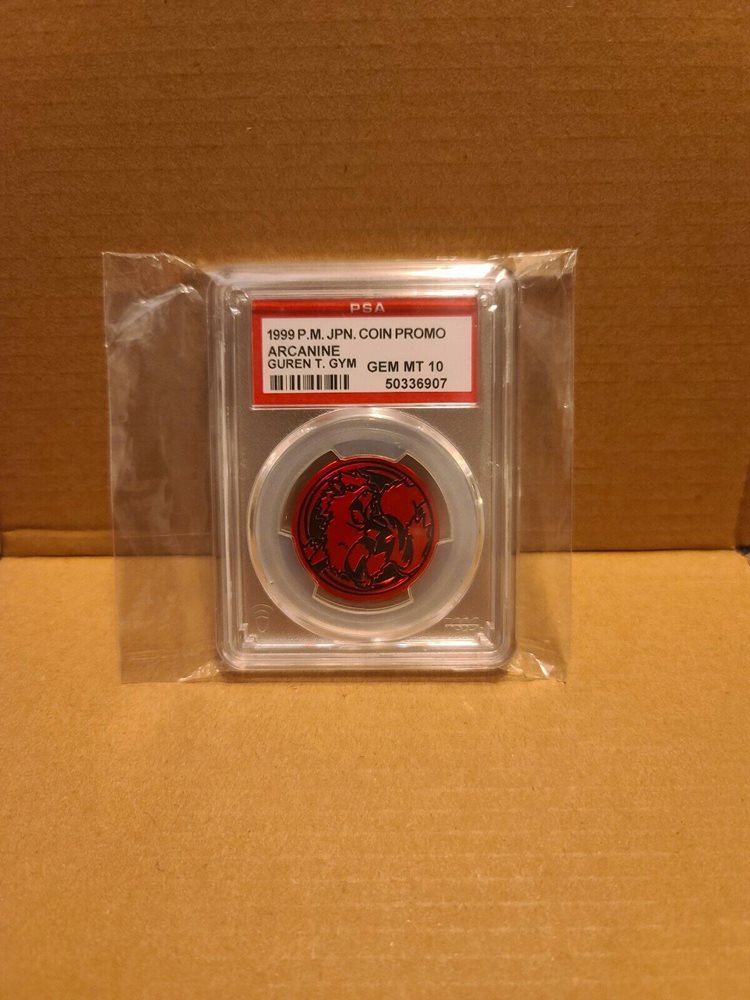 PSA
1999 P.M. JPN. COIN PROMO
ARCANINE
GUREN T. GYM GEM MT 10
50336907